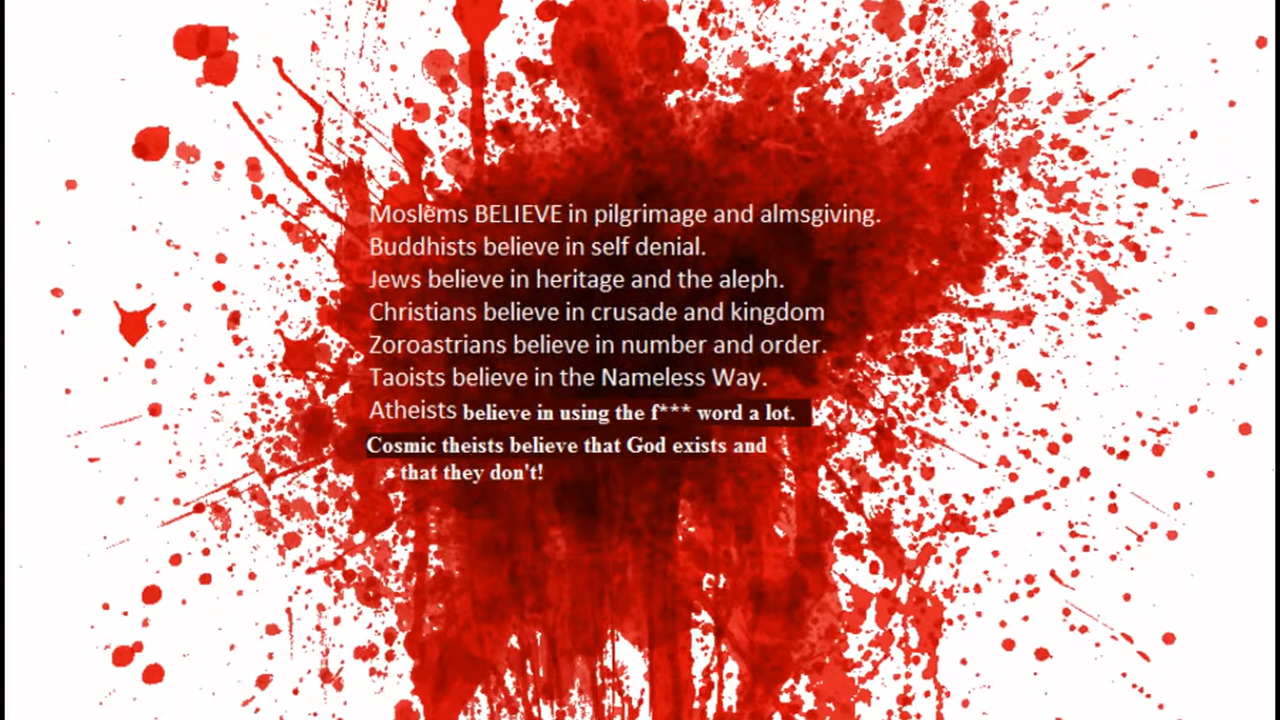 Moslems BELIEVE in pilgrimage and almsgiving.
Buddhists believe in self denial.
Jews believe in heritage and the aleph.
Christians believe in crusade and kingdom
Zoroastrians believe in number and order.
Taoists believe in the Nameless Way.
Atheists believe in using the f*** word a lot.
Cosmic theists believe that God exists and
that they don't!